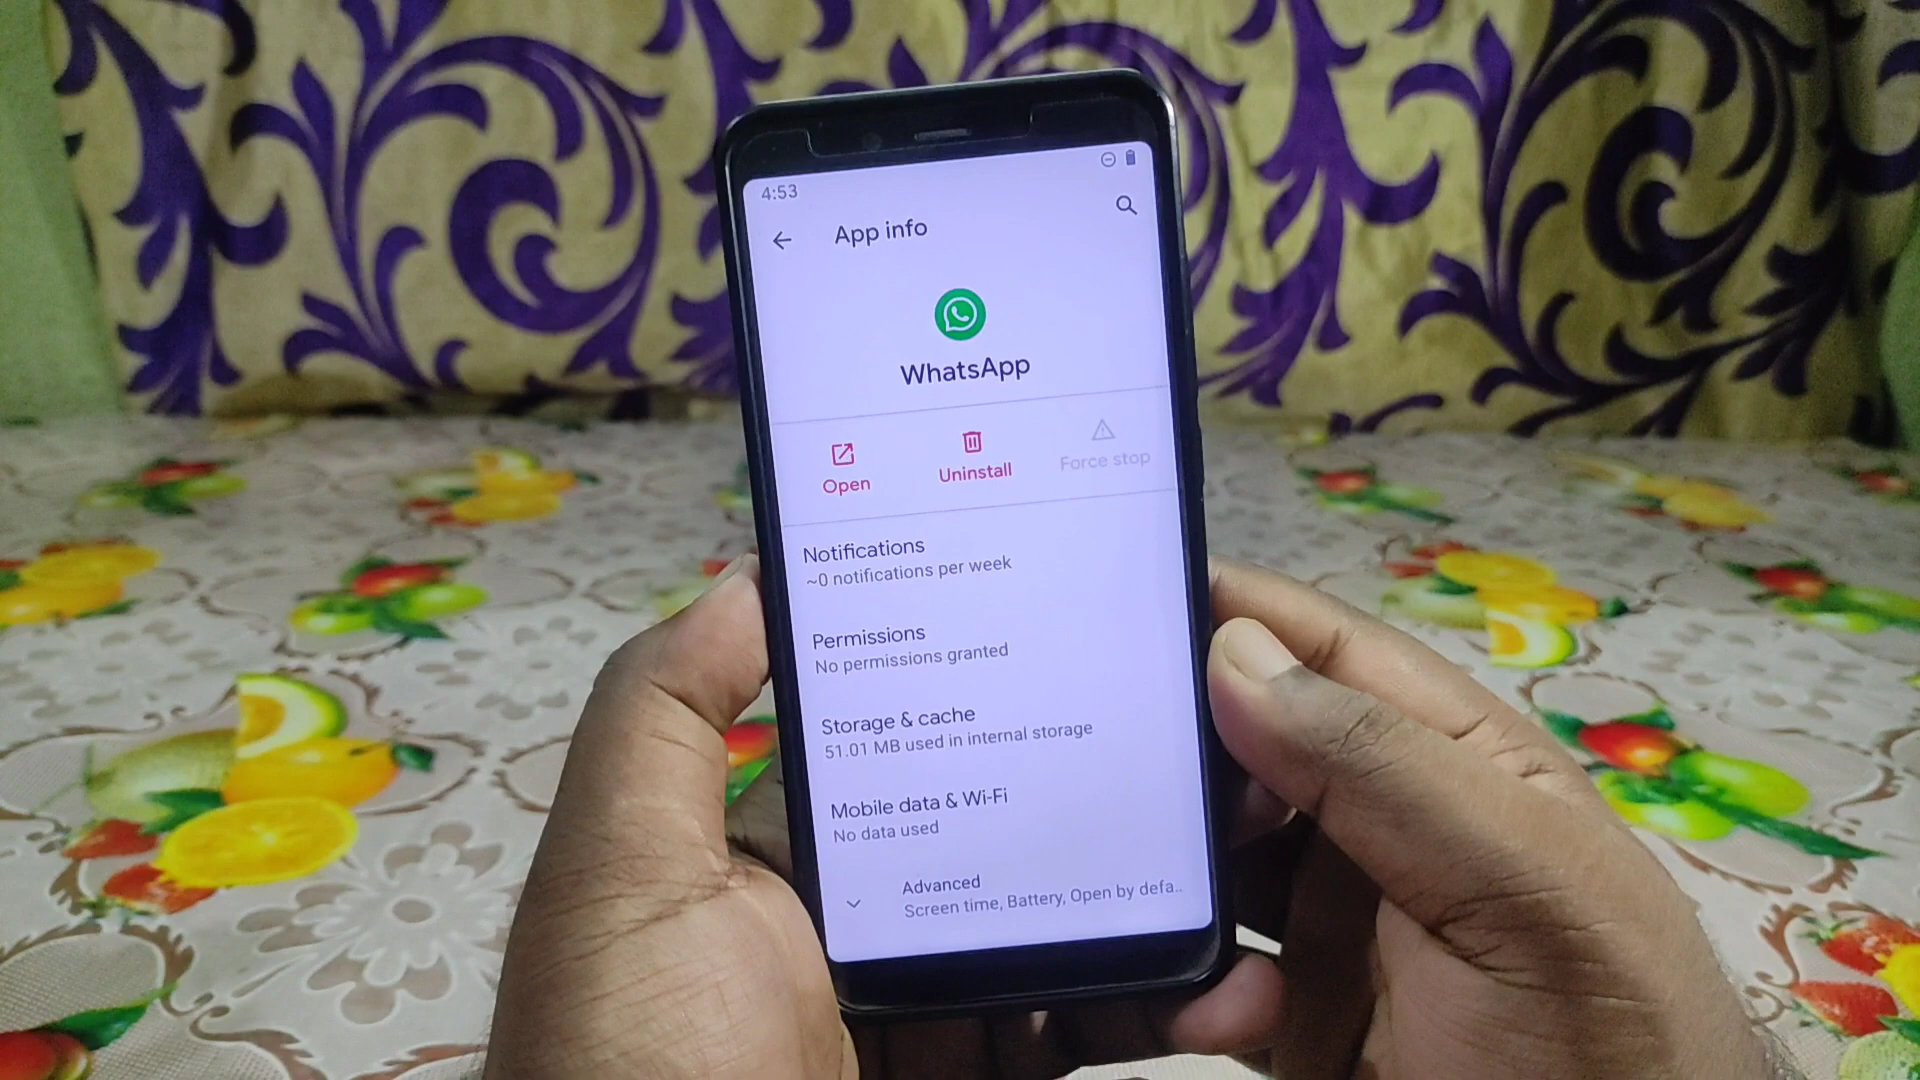 4:53
App info
WhatsApp
Open
Uninstall
Force stop
Notifications
~0 notifications per week
Permissions
No permissions granted
Storage & cache
51.01 MB used in internal storage
Mobile data & Wi-Fi
No data used
Advanced
Screen time, Battery, Open by defa..